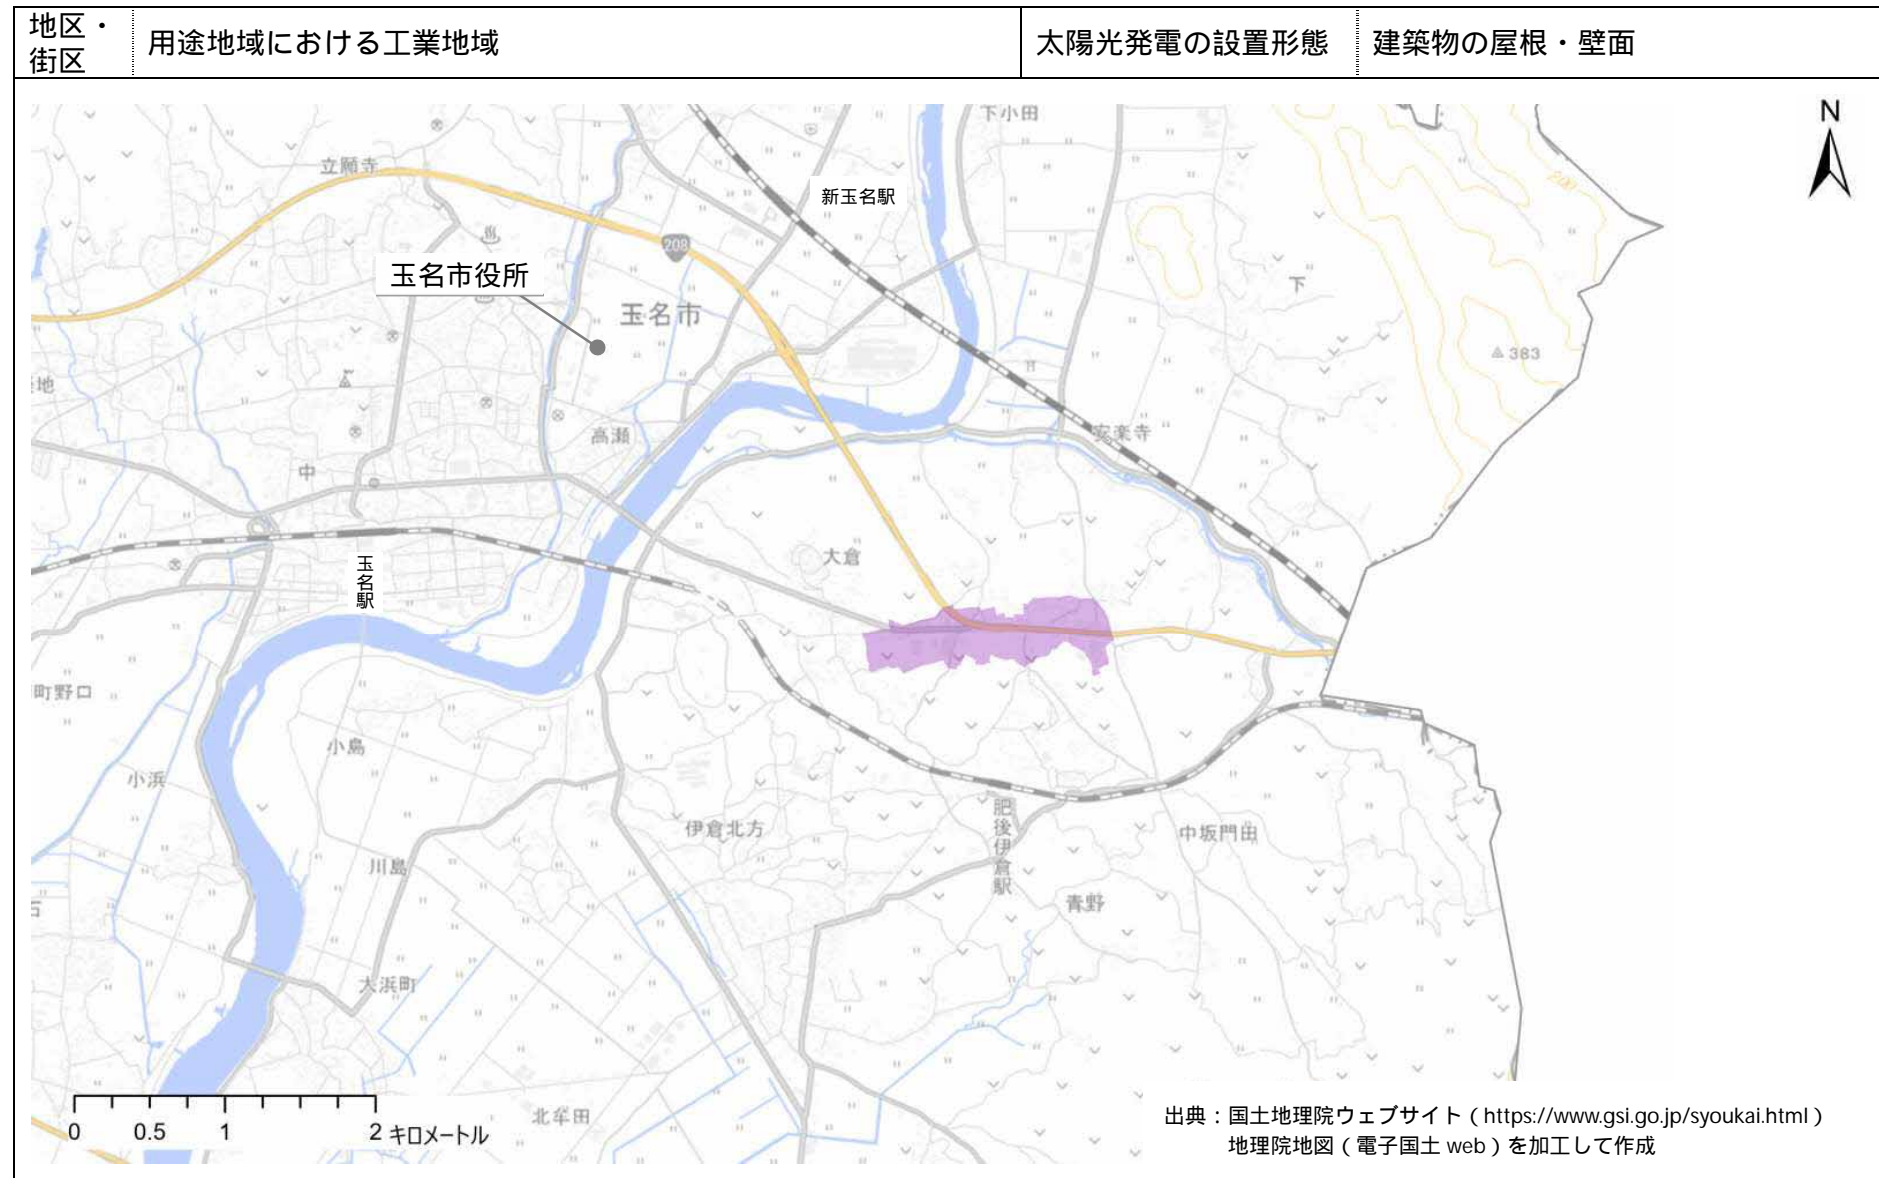 地区・
街区
用途地域における工業地域
太陽光発電の設置形態
建築物の屋根・壁面
N
下小田
立願寺
新玉名駅
200
208
玉名市役所
玉名市
下
383
地
高瀬
安楽寺
中
大倉
玉名駅
町野口
小島
小浜
伊倉北方
肥後伊倉駅
中坂門田
川島
青野
石
大浜町
北牟田
0 0.5 1 2 キロメートル
出典：国土地理院ウェブサイト（https://www.gsi.go.jp/syoukai.html）
地理院地図（電子国土 web）を加工して作成